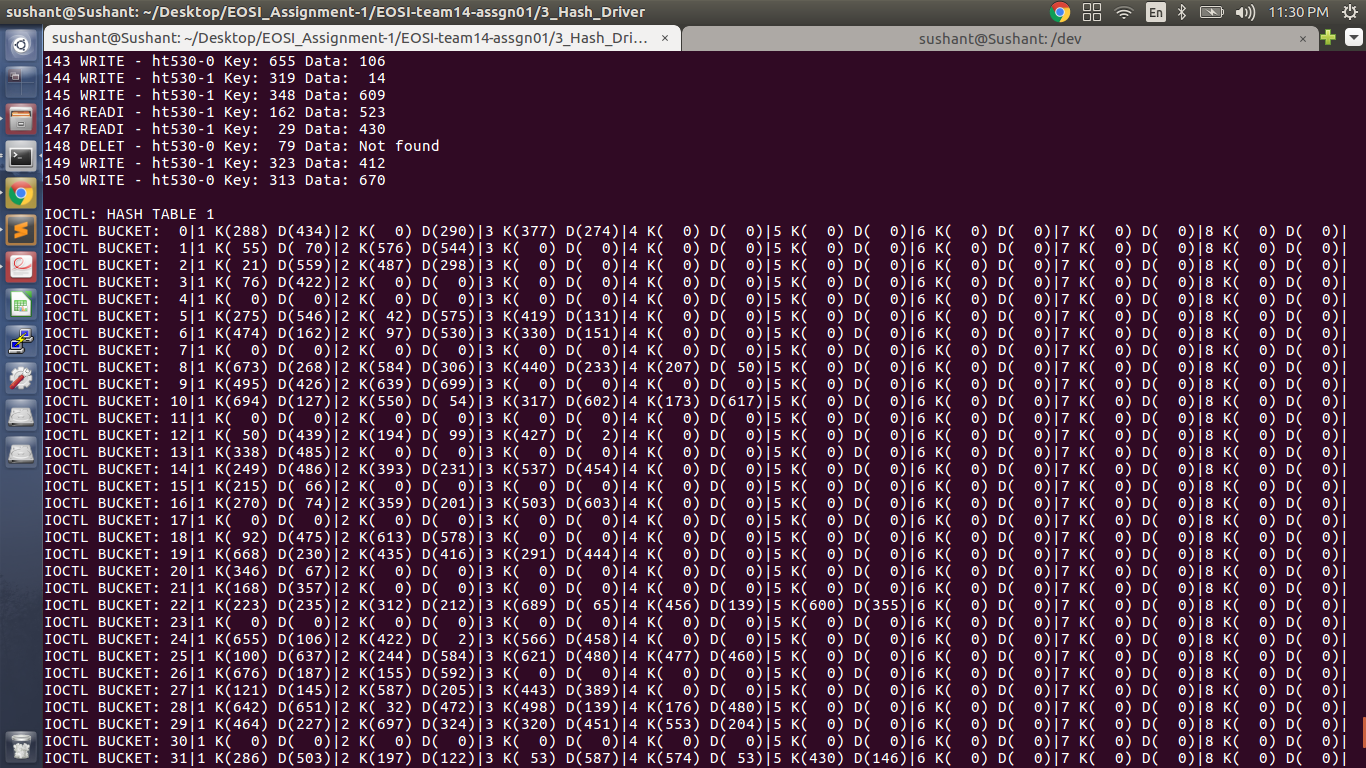 sushant@Sushant: ~/Desktop/EOSI_Assignment-1/EOSI-team14-assgn01/3_Hash_Driver
En
11:30 PM
sushant@Sushant: ~/Desktop/EOSI_Assignment-1/EOSI-team14-assgn01/3_Hash_Dri... ×
sushant@Sushant: /dev ×
143 WRITE - ht530-0 Key: 655 Data: 106
144 WRITE - ht530-1 Key: 319 Data:  14
145 WRITE - ht530-1 Key: 348 Data: 609
146 READI - ht530-1 Key: 162 Data: 523
147 READI - ht530-1 Key:  29 Data: 430
148 DELET - ht530-0 Key:  79 Data: Not found
149 WRITE - ht530-1 Key: 323 Data: 412
150 WRITE - ht530-0 Key: 313 Data: 670
IOCTL: HASH TABLE 1
IOCTL BUCKET:  0|1 K(288) D(434)|2 K(  0) D(290)|3 K(377) D(274)|4 K(  0) D(  0)|5 K(  0) D(  0)|6 K(  0) D(  0)|7 K(  0) D(  0)|8 K(  0) D(  0)|
IOCTL BUCKET:  1|1 K( 55) D( 70)|2 K(576) D(544)|3 K(  0) D(  0)|4 K(  0) D(  0)|5 K(  0) D(  0)|6 K(  0) D(  0)|7 K(  0) D(  0)|8 K(  0) D(  0)|
IOCTL BUCKET:  2|1 K( 21) D(559)|2 K(487) D(298)|3 K(  0) D(  0)|4 K(  0) D(  0)|5 K(  0) D(  0)|6 K(  0) D(  0)|7 K(  0) D(  0)|8 K(  0) D(  0)|
IOCTL BUCKET:  3|1 K( 76) D(422)|2 K(  0) D(  0)|3 K(  0) D(  0)|4 K(  0) D(  0)|5 K(  0) D(  0)|6 K(  0) D(  0)|7 K(  0) D(  0)|8 K(  0) D(  0)|
IOCTL BUCKET:  4|1 K(  0) D(  0)|2 K(  0) D(  0)|3 K(  0) D(  0)|4 K(  0) D(  0)|5 K(  0) D(  0)|6 K(  0) D(  0)|7 K(  0) D(  0)|8 K(  0) D(  0)|
IOCTL BUCKET:  5|1 K(275) D(546)|2 K( 42) D(575)|3 K(419) D(131)|4 K(  0) D(  0)|5 K(  0) D(  0)|6 K(  0) D(  0)|7 K(  0) D(  0)|8 K(  0) D(  0)|
IOCTL BUCKET:  6|1 K(474) D(162)|2 K( 97) D(530)|3 K(330) D(151)|4 K(  0) D(  0)|5 K(  0) D(  0)|6 K(  0) D(  0)|7 K(  0) D(  0)|8 K(  0) D(  0)|
IOCTL BUCKET:  7|1 K(  0) D(  0)|2 K(  0) D(  0)|3 K(  0) D(  0)|4 K(  0) D(  0)|5 K(  0) D(  0)|6 K(  0) D(  0)|7 K(  0) D(  0)|8 K(  0) D(  0)|
IOCTL BUCKET:  8|1 K(673) D(268)|2 K(584) D(306)|3 K(440) D(233)|4 K(207) D( 50)|5 K(  0) D(  0)|6 K(  0) D(  0)|7 K(  0) D(  0)|8 K(  0) D(  0)|
IOCTL BUCKET:  9|1 K(495) D(426)|2 K(639) D(699)|3 K(  0) D(  0)|4 K(  0) D(  0)|5 K(  0) D(  0)|6 K(  0) D(  0)|7 K(  0) D(  0)|8 K(  0) D(  0)|
IOCTL BUCKET: 10|1 K(694) D(127)|2 K(550) D( 54)|3 K(317) D(602)|4 K(173) D(617)|5 K(  0) D(  0)|6 K(  0) D(  0)|7 K(  0) D(  0)|8 K(  0) D(  0)|
IOCTL BUCKET: 11|1 K(  0) D(  0)|2 K(  0) D(  0)|3 K(  0) D(  0)|4 K(  0) D(  0)|5 K(  0) D(  0)|6 K(  0) D(  0)|7 K(  0) D(  0)|8 K(  0) D(  0)|
IOCTL BUCKET: 12|1 K( 50) D(439)|2 K(194) D( 99)|3 K(427) D(  2)|4 K(  0) D(  0)|5 K(  0) D(  0)|6 K(  0) D(  0)|7 K(  0) D(  0)|8 K(  0) D(  0)|
IOCTL BUCKET: 13|1 K(338) D(485)|2 K(  0) D(  0)|3 K(  0) D(  0)|4 K(  0) D(  0)|5 K(  0) D(  0)|6 K(  0) D(  0)|7 K(  0) D(  0)|8 K(  0) D(  0)|
IOCTL BUCKET: 14|1 K(249) D(486)|2 K(393) D(231)|3 K(537) D(454)|4 K(  0) D(  0)|5 K(  0) D(  0)|6 K(  0) D(  0)|7 K(  0) D(  0)|8 K(  0) D(  0)|
IOCTL BUCKET: 15|1 K(215) D( 66)|2 K(  0) D(  0)|3 K(  0) D(  0)|4 K(  0) D(  0)|5 K(  0) D(  0)|6 K(  0) D(  0)|7 K(  0) D(  0)|8 K(  0) D(  0)|
IOCTL BUCKET: 16|1 K(270) D( 74)|2 K(359) D(201)|3 K(503) D(603)|4 K(  0) D(  0)|5 K(  0) D(  0)|6 K(  0) D(  0)|7 K(  0) D(  0)|8 K(  0) D(  0)|
IOCTL BUCKET: 17|1 K(  0) D(  0)|2 K(  0) D(  0)|3 K(  0) D(  0)|4 K(  0) D(  0)|5 K(  0) D(  0)|6 K(  0) D(  0)|7 K(  0) D(  0)|8 K(  0) D(  0)|
IOCTL BUCKET: 18|1 K( 92) D(475)|2 K(613) D(578)|3 K(  0) D(  0)|4 K(  0) D(  0)|5 K(  0) D(  0)|6 K(  0) D(  0)|7 K(  0) D(  0)|8 K(  0) D(  0)|
IOCTL BUCKET: 19|1 K(668) D(230)|2 K(435) D(416)|3 K(291) D(444)|4 K(  0) D(  0)|5 K(  0) D(  0)|6 K(  0) D(  0)|7 K(  0) D(  0)|8 K(  0) D(  0)|
IOCTL BUCKET: 20|1 K(346) D( 67)|2 K(  0) D(  0)|3 K(  0) D(  0)|4 K(  0) D(  0)|5 K(  0) D(  0)|6 K(  0) D(  0)|7 K(  0) D(  0)|8 K(  0) D(  0)|
IOCTL BUCKET: 21|1 K(168) D(357)|2 K(  0) D(  0)|3 K(  0) D(  0)|4 K(  0) D(  0)|5 K(  0) D(  0)|6 K(  0) D(  0)|7 K(  0) D(  0)|8 K(  0) D(  0)|
IOCTL BUCKET: 22|1 K(223) D(235)|2 K(312) D(212)|3 K(689) D( 65)|4 K(456) D(139)|5 K(600) D(355)|6 K(  0) D(  0)|7 K(  0) D(  0)|8 K(  0) D(  0)|
IOCTL BUCKET: 23|1 K(  0) D(  0)|2 K(  0) D(  0)|3 K(  0) D(  0)|4 K(  0) D(  0)|5 K(  0) D(  0)|6 K(  0) D(  0)|7 K(  0) D(  0)|8 K(  0) D(  0)|
IOCTL BUCKET: 24|1 K(655) D(106)|2 K(422) D(  2)|3 K(566) D(458)|4 K(  0) D(  0)|5 K(  0) D(  0)|6 K(  0) D(  0)|7 K(  0) D(  0)|8 K(  0) D(  0)|
IOCTL BUCKET: 25|1 K(100) D(637)|2 K(244) D(584)|3 K(621) D(480)|4 K(477) D(460)|5 K(  0) D(  0)|6 K(  0) D(  0)|7 K(  0) D(  0)|8 K(  0) D(  0)|
IOCTL BUCKET: 26|1 K(676) D(187)|2 K(155) D(592)|3 K(  0) D(  0)|4 K(  0) D(  0)|5 K(  0) D(  0)|6 K(  0) D(  0)|7 K(  0) D(  0)|8 K(  0) D(  0)|
IOCTL BUCKET: 27|1 K(121) D(145)|2 K(587) D(205)|3 K(443) D(389)|4 K(  0) D(  0)|5 K(  0) D(  0)|6 K(  0) D(  0)|7 K(  0) D(  0)|8 K(  0) D(  0)|
IOCTL BUCKET: 28|1 K(642) D(651)|2 K( 32) D(472)|3 K(498) D(139)|4 K(176) D(480)|5 K(  0) D(  0)|6 K(  0) D(  0)|7 K(  0) D(  0)|8 K(  0) D(  0)|
IOCTL BUCKET: 29|1 K(464) D(227)|2 K(697) D(324)|3 K(320) D(451)|4 K(553) D(204)|5 K(  0) D(  0)|6 K(  0) D(  0)|7 K(  0) D(  0)|8 K(  0) D(  0)|
IOCTL BUCKET: 30|1 K(  0) D(  0)|2 K(  0) D(  0)|3 K(  0) D(  0)|4 K(  0) D(  0)|5 K(  0) D(  0)|6 K(  0) D(  0)|7 K(  0) D(  0)|8 K(  0) D(  0)|
IOCTL BUCKET: 31|1 K(286) D(503)|2 K(197) D(122)|3 K( 53) D(587)|4 K(574) D( 53)|5 K(430) D(146)|6 K(  0) D(  0)|7 K(  0) D(  0)|8 K(  0) D(  0)|